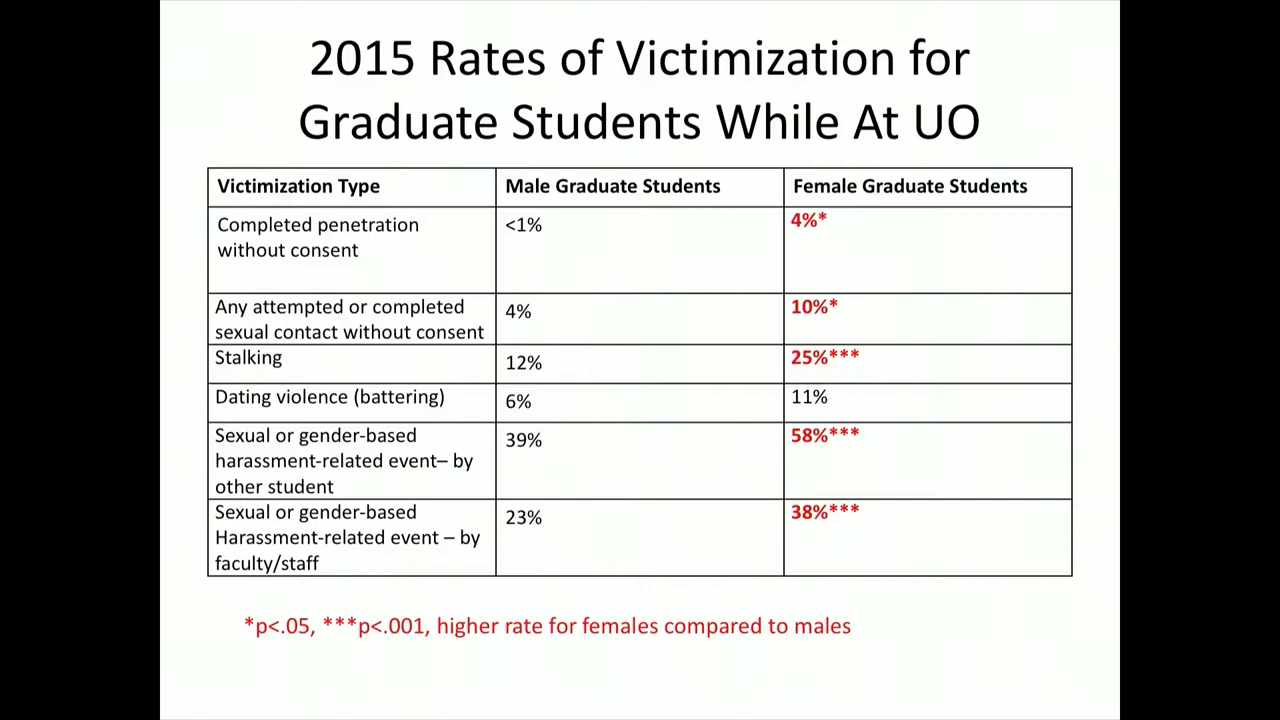 2015 Rates of Victimization for
Graduate Students While At UO
Victimization Type
Male Graduate Students
Female Graduate Students
Completed penetration
without consent
<1%
4%*
Any attempted or completed
sexual contact without consent
4%
10%*
Stalking
12%
25%***
Dating violence (battering)
6%
11%
Sexual or gender-based
harassment-related event– by
other student
39%
58%***
Sexual or gender-based
Harassment-related event – by
faculty/staff
23%
38%***
*p<.05, ***p<.001, higher rate for females compared to males